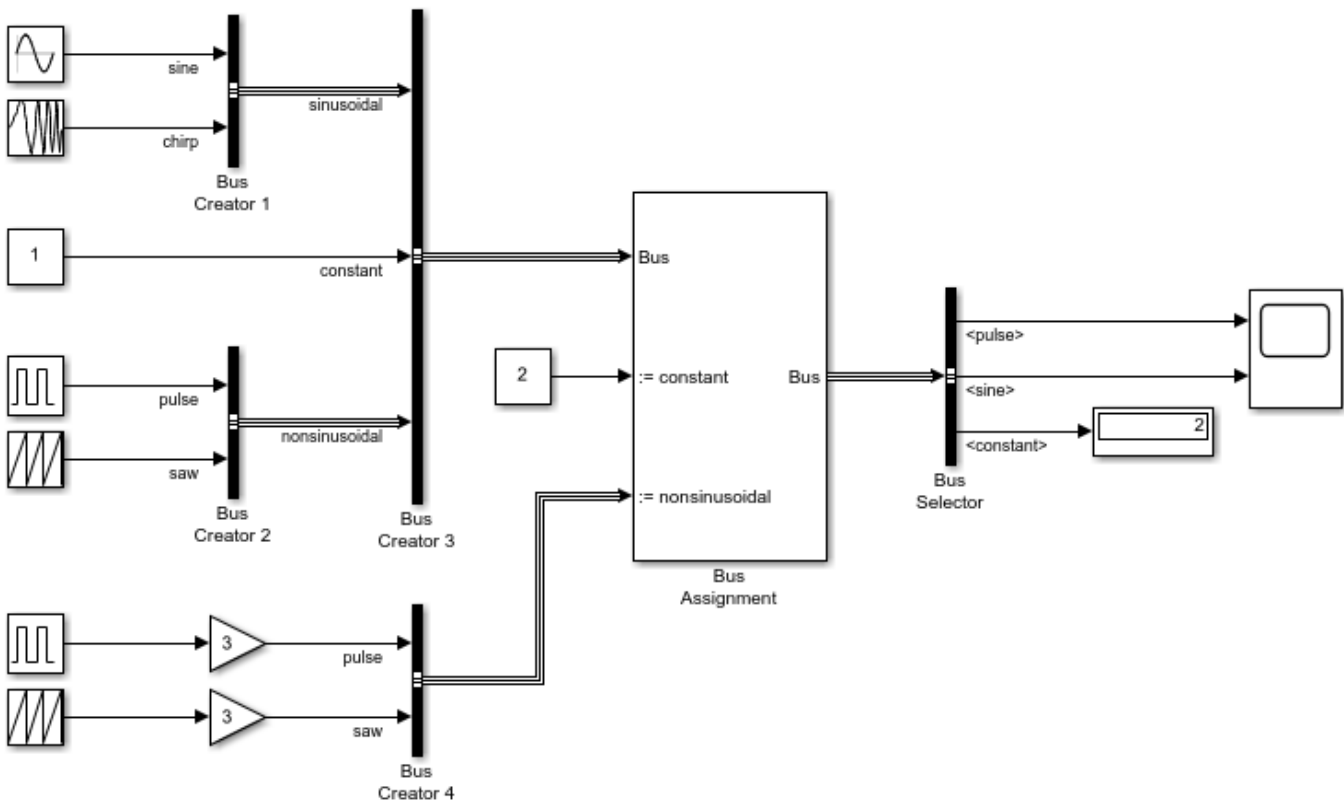 sine
sinusoidal
chirp
Bus
Creator 1
1
constant
pulse
nonsinusoidal
saw
Bus
Creator 2
Bus
Creator 3
Bus
2
:= constant
Bus
:= nonsinusoidal
Bus
Assignment
<pulse>
<sine>
<constant>
2
Bus
Selector
3
pulse
3
saw
Bus
Creator 4